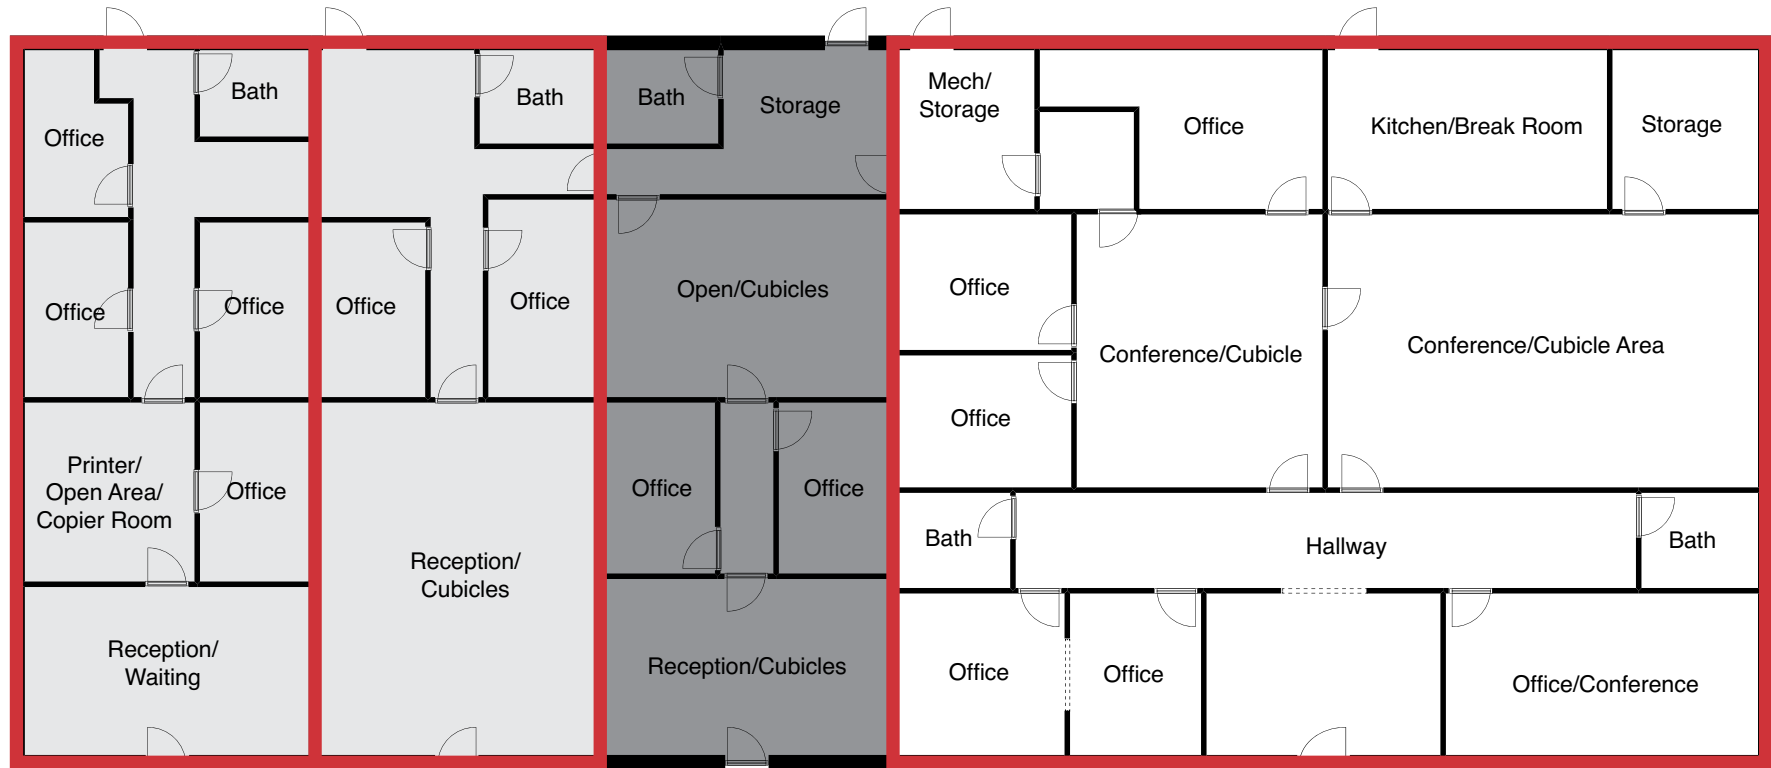 Office
Bath
Office
Office
Printer/
Open Area/
Copier Room
Office
Reception/
Waiting
Bath
Office
Office
Reception/
Cubicles
Bath
Storage
Open/Cubicles
Office
Office
Reception/Cubicles
Mech/
Storage
Office
Kitchen/Break Room
Storage
Office
Conference/Cubicle
Conference/Cubicle Area
Office
Bath
Hallway
Bath
Office
Office
Office/Conference